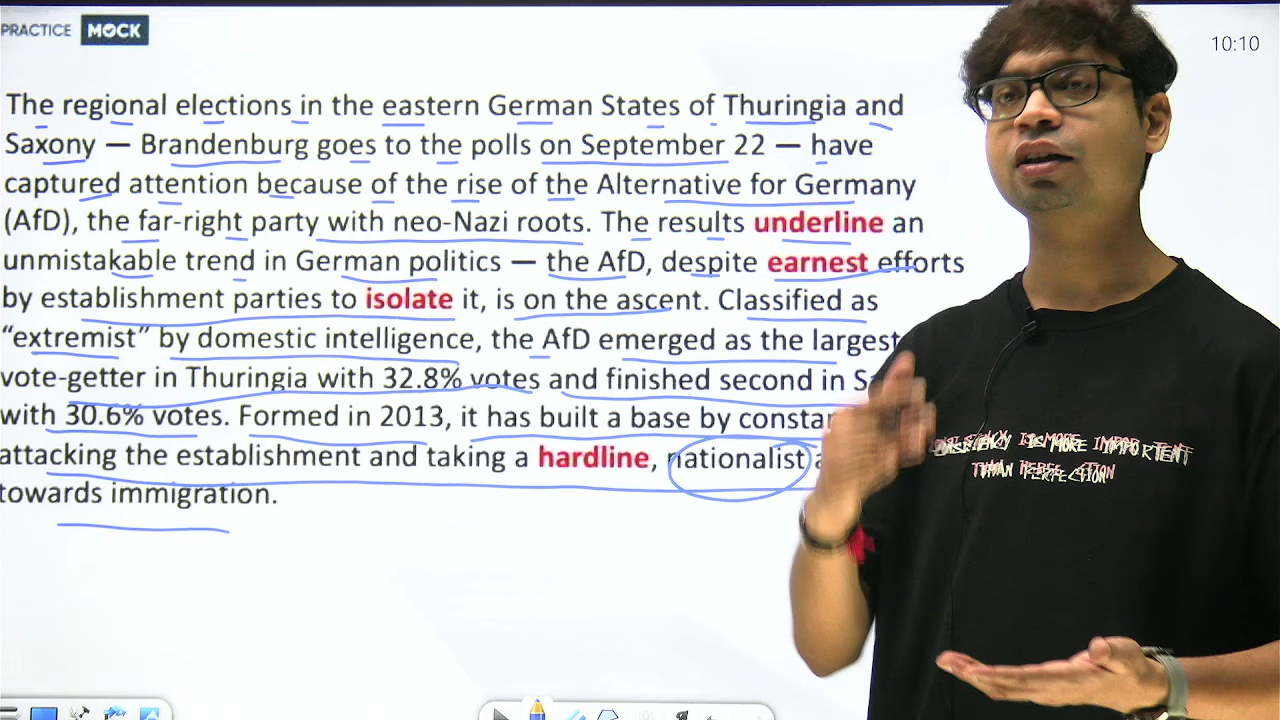 PRACTICE MOCK
10:10
The regional elections in the eastern German States of Thuringia and
Saxony — Brandenburg goes to the polls on September 22 — have
captured attention because of the rise of the Alternative for Germany
(AfD), the far-right party with neo-Nazi roots. The results underline an
unmistakable trend in German politics — the AfD, despite earnest efforts
by establishment parties to isolate it, is on the ascent. Classified as
“extremist” by domestic intelligence, the AfD emerged as the largest
vote-getter in Thuringia with 32.8% votes and finished second in
with 30.6% votes. Formed in 2013, it has built a base by
attacking the establishment and taking a hardline, nationalist
towards immigration.
CONSISTENCY IS MORE IMPORTENT
THAN PERFECTION